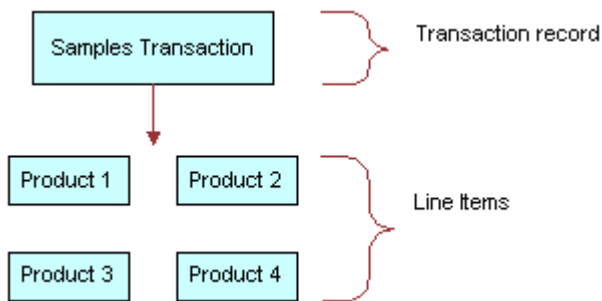 Samples Transaction
Transaction record
Product 1
Product 2
Line Items
Product 3
Product 4